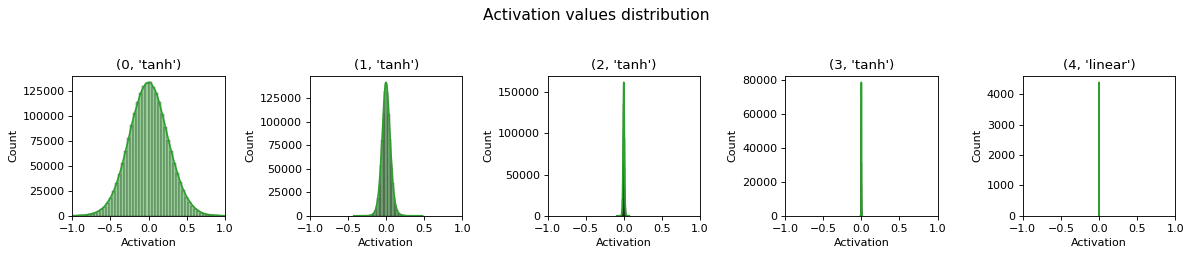 Activation values distribution
(0, 'tanh')
125000
100000
75000
50000
25000
0
Count
−1.0 −0.5 0.0 0.5 1.0
Activation
(1, 'tanh')
125000
100000
75000
50000
25000
0
Count
−1.0 −0.5 0.0 0.5 1.0
Activation
(2, 'tanh')
150000
100000
50000
0
Count
−1.0 −0.5 0.0 0.5 1.0
Activation
(3, 'tanh')
80000
60000
40000
20000
0
Count
−1.0 −0.5 0.0 0.5 1.0
Activation
(4, 'linear')
4000
3000
2000
1000
0
Count
−1.0 −0.5 0.0 0.5 1.0
Activation